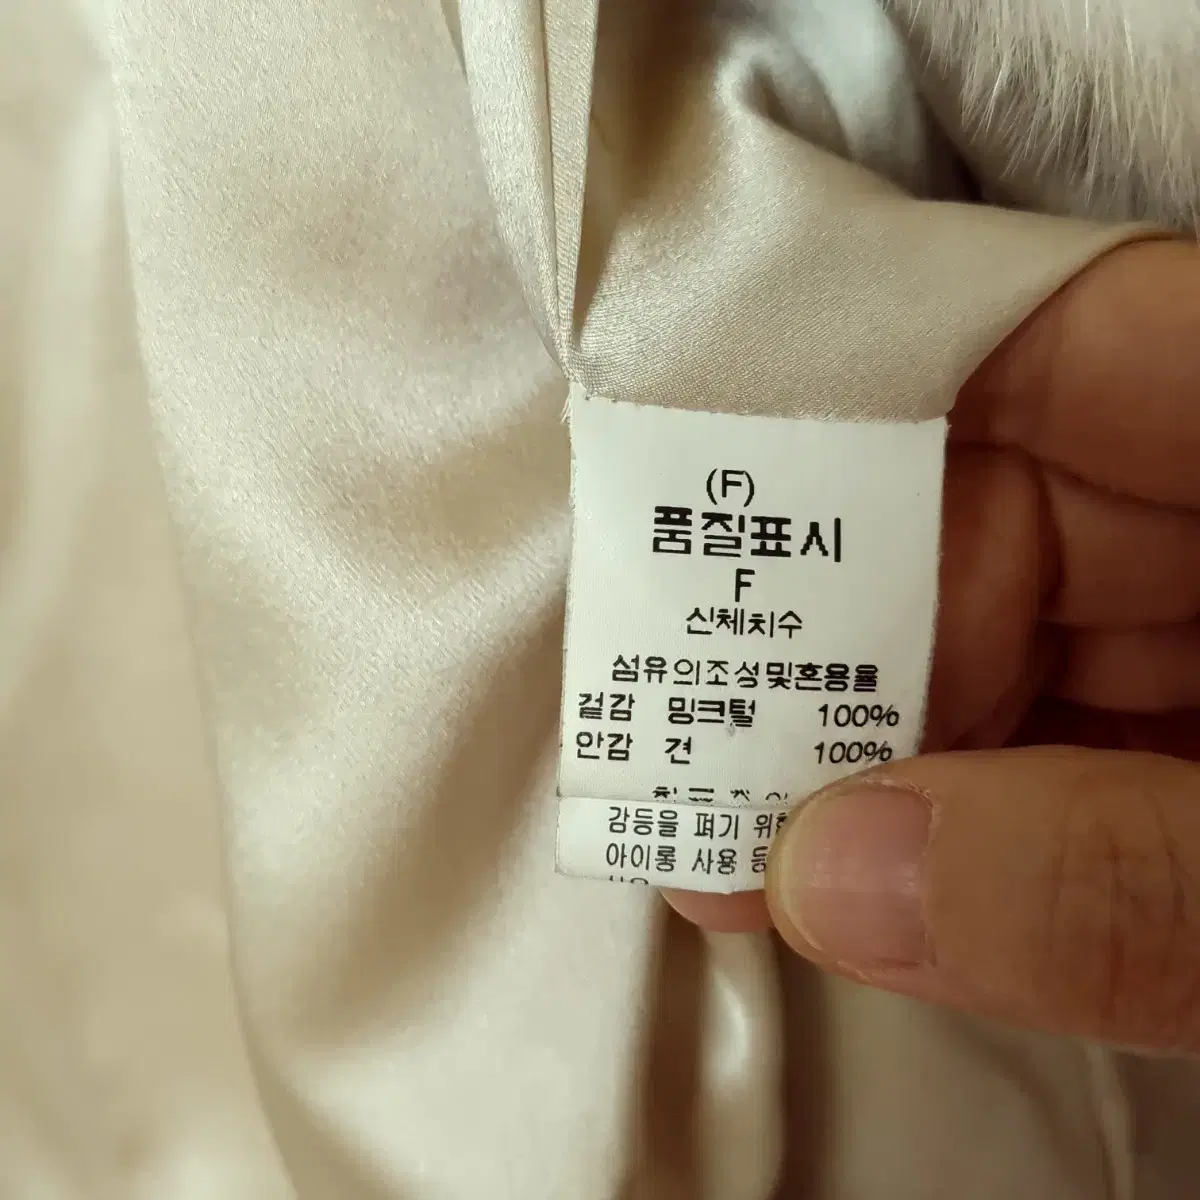 (F)
품질표시
F
신체치수
섬유의조성및혼용율
겉감 밍크털 100%
안감 견 100%
감등을 펴기 위한
아이롱 사용 등